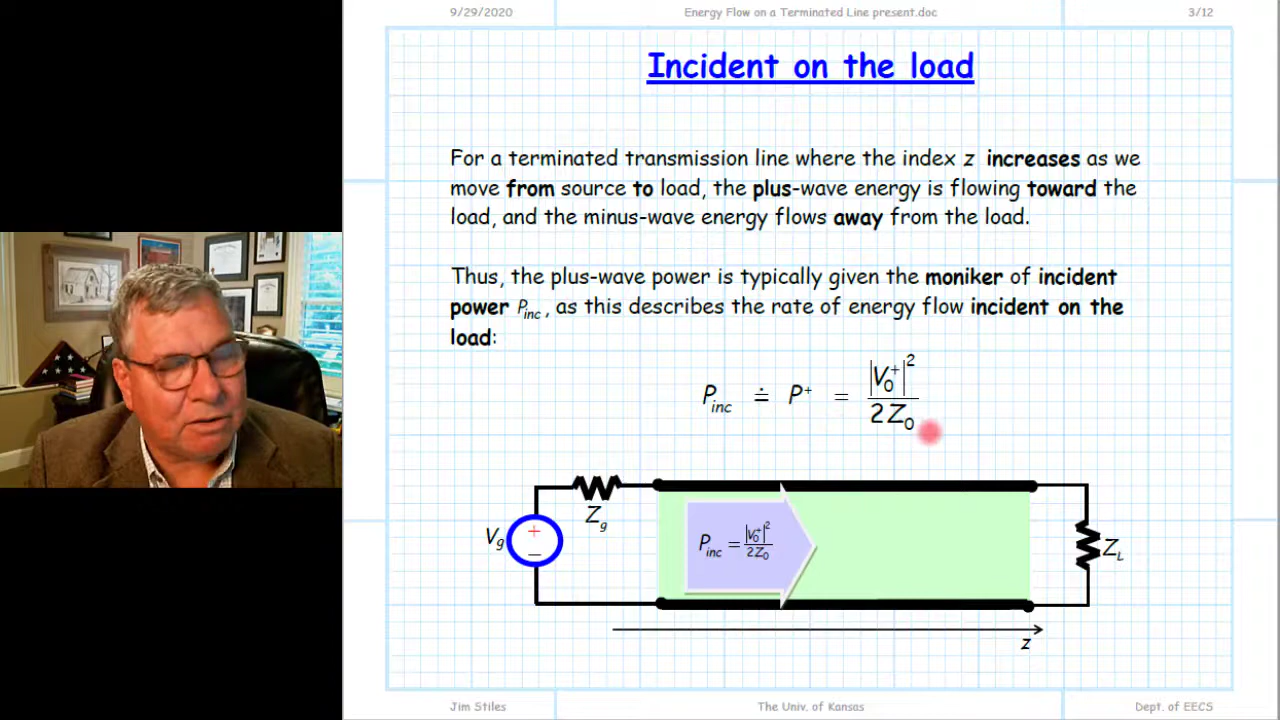 9/29/2020 Energy Flow on a Terminated Line present.doc 3/12
Incident on the load
For a terminated transmission line where the index z increases as we
move from source to load, the plus-wave energy is flowing toward the
load, and the minus-wave energy flows away from the load.
Thus, the plus-wave power is typically given the moniker of incident
power P_inc, as this describes the rate of energy flow incident on the
load:
P_inc ≐ P⁺ = |V₀⁺|² / 2Z₀
Z_g
V_g
+
−
P_inc = |V₀⁺|² / 2Z₀
Z_L
z
Jim Stiles The Univ. of Kansas Dept. of EECS